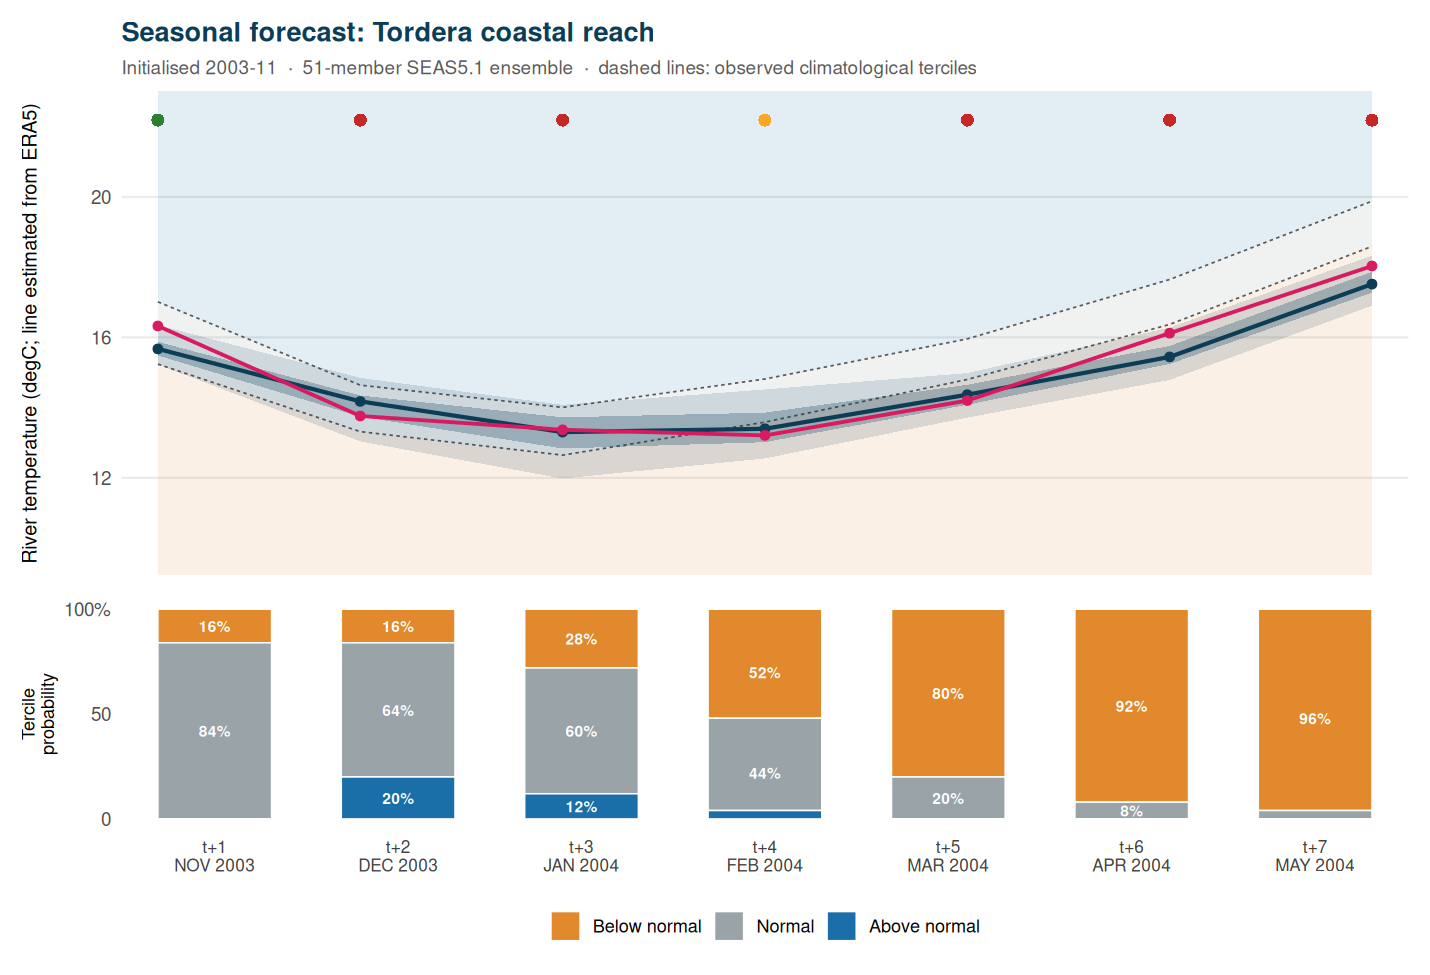 Seasonal forecast: Tordera coastal reach
Initialised 2003-11 · 51-member SEAS5.1 ensemble · dashed lines: observed climatological terciles
River temperature (degC; line estimated from ERA5)
20
16
12
Tercile
probability
100%
50
0
16%
84%
16%
64%
20%
28%
60%
12%
52%
44%
80%
20%
92%
8%
96%
t+1
NOV 2003
t+2
DEC 2003
t+3
JAN 2004
t+4
FEB 2004
t+5
MAR 2004
t+6
APR 2004
t+7
MAY 2004
Below normal
Normal
Above normal